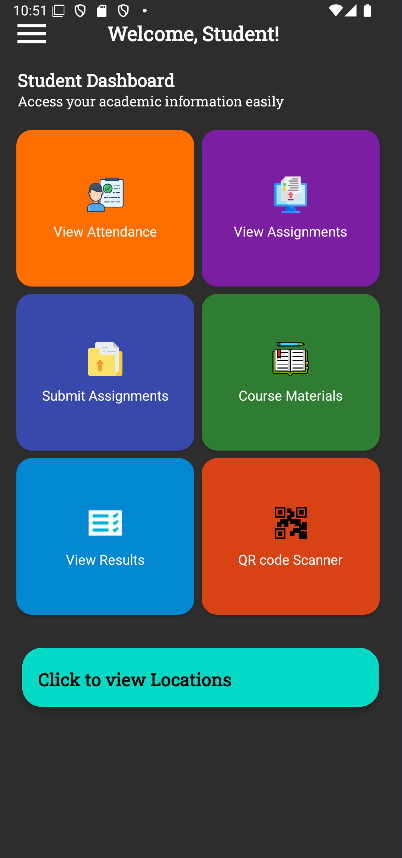 10:51
Welcome, Student!
Student Dashboard
Access your academic information easily
View Attendance
View Assignments
Submit Assignments
Course Materials
View Results
QR code Scanner
Click to view Locations